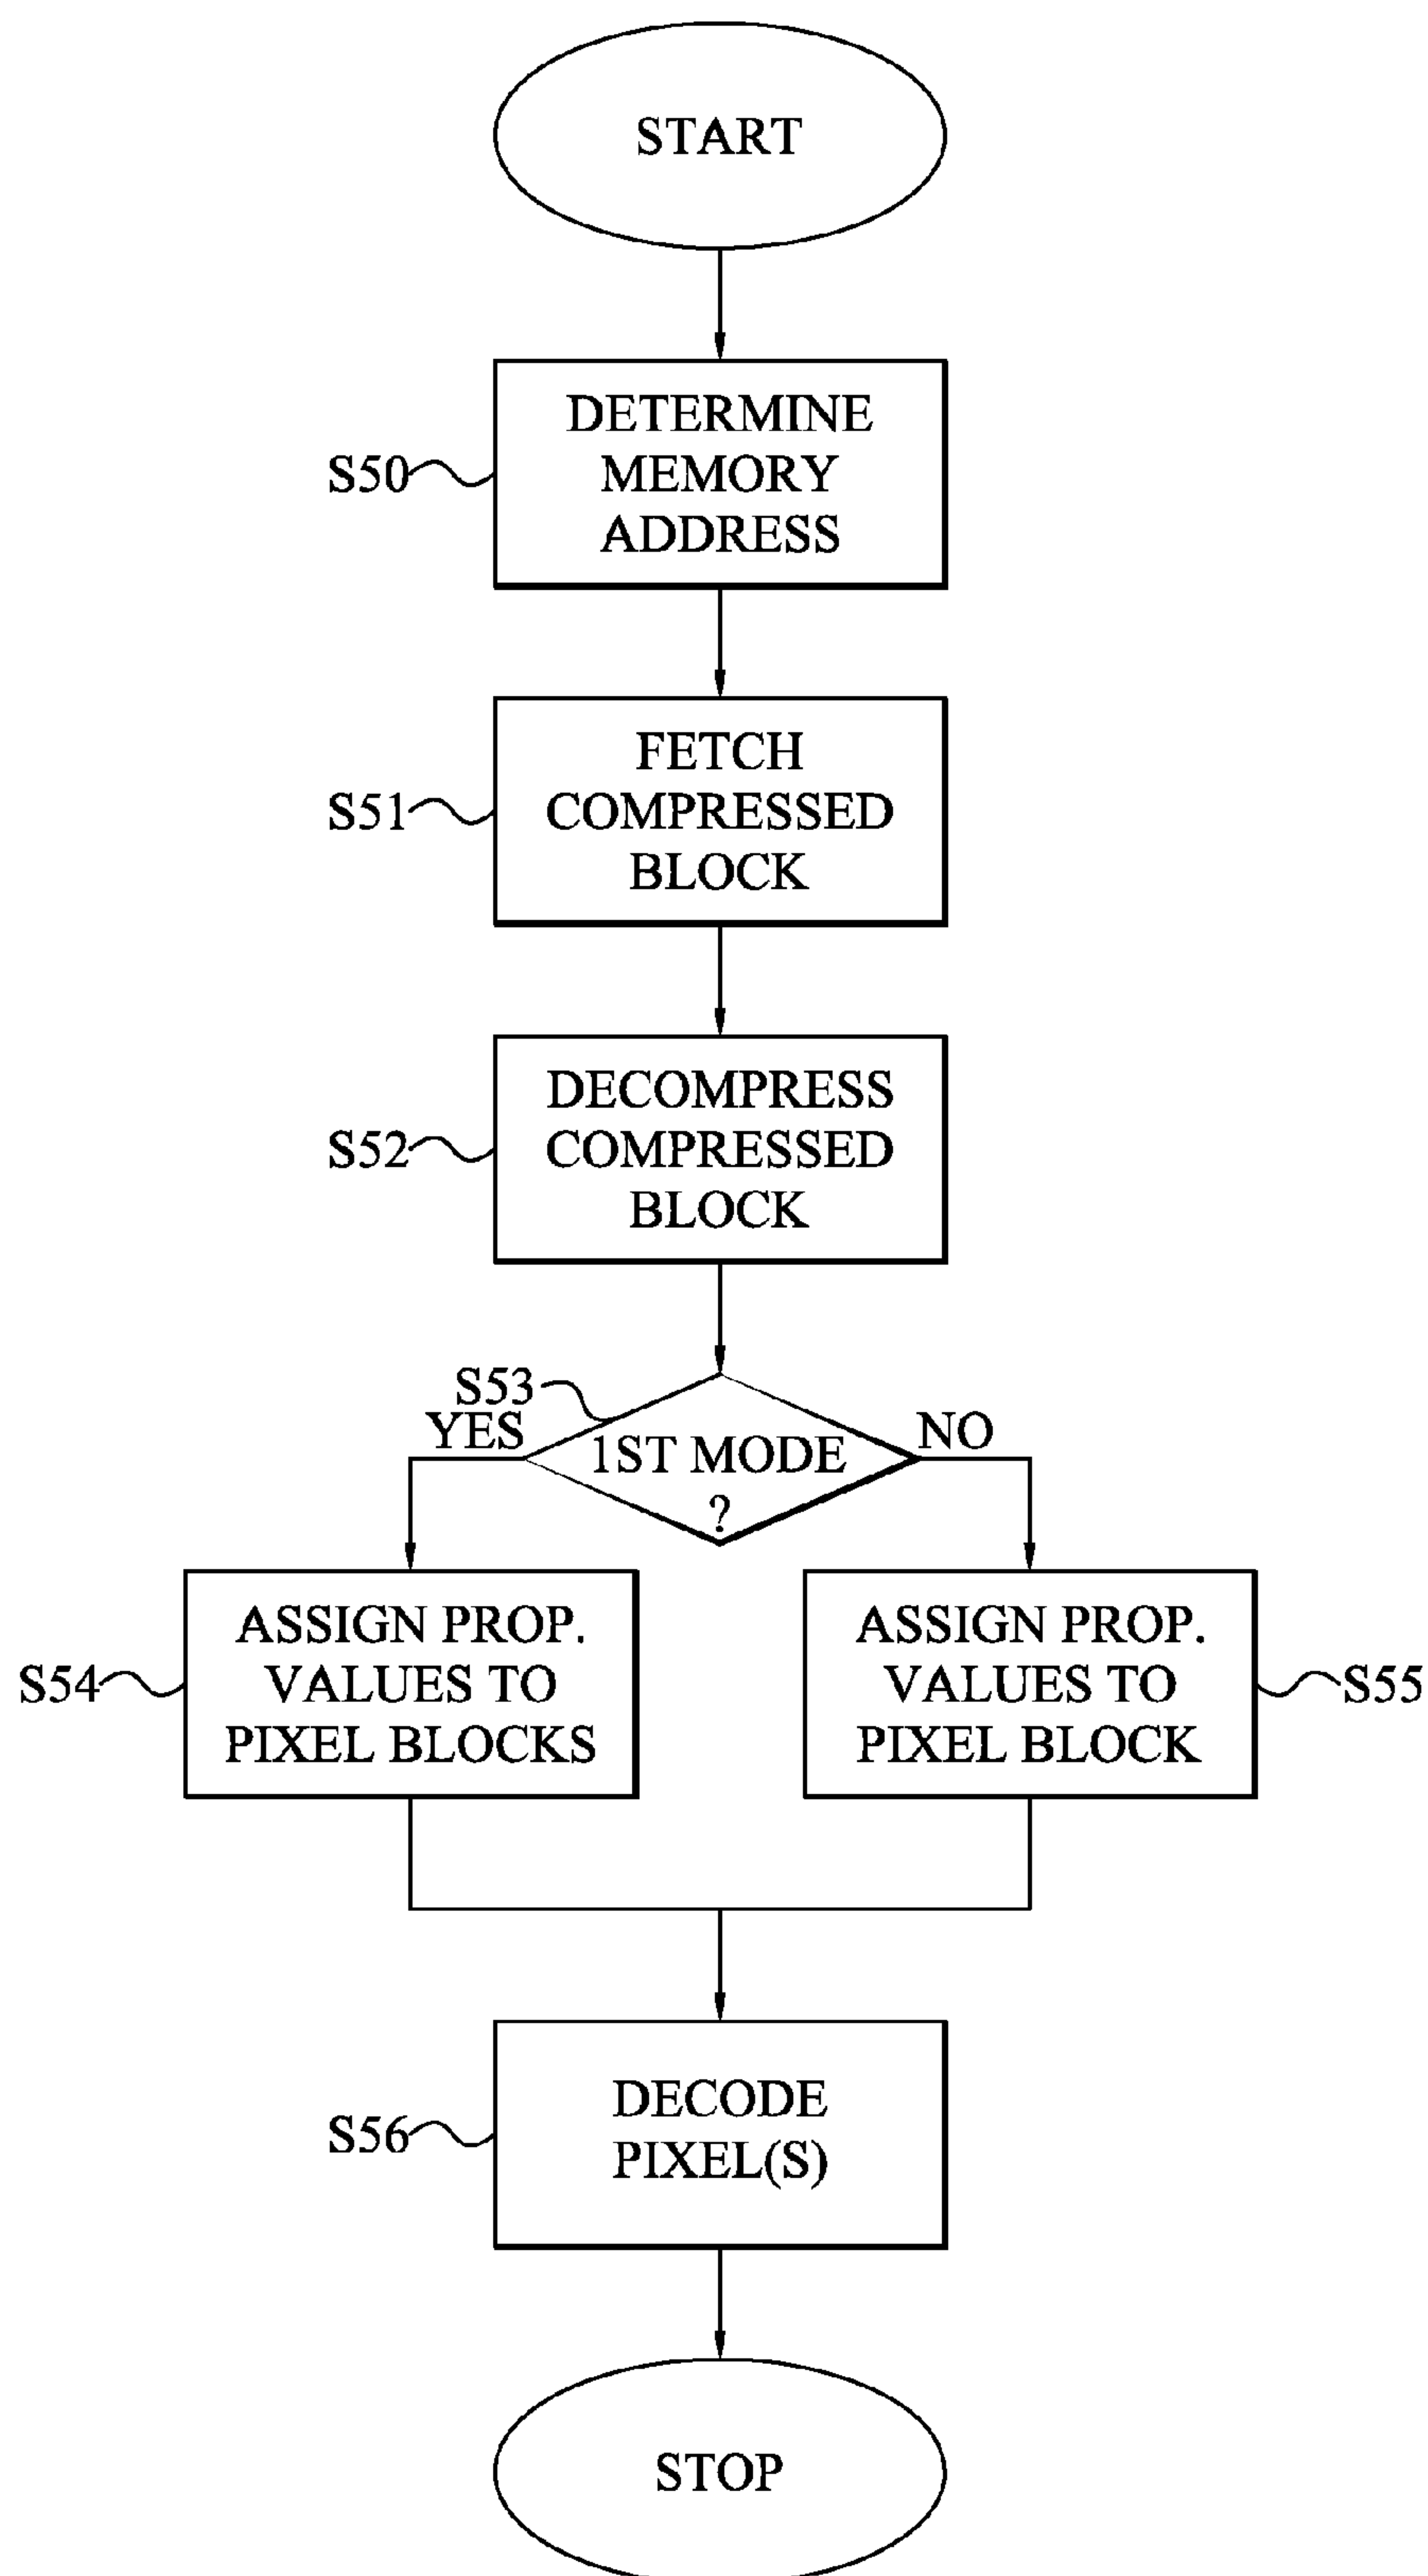 START
DETERMINE
MEMORY
ADDRESS
S50
FETCH
COMPRESSED
BLOCK
S51
DECOMPRESS
COMPRESSED
BLOCK
S52
S53
YES
1ST MODE
?
NO
ASSIGN PROP.
VALUES TO
PIXEL BLOCKS
S54
ASSIGN PROP.
VALUES TO
PIXEL BLOCK
S55
DECODE
PIXEL(S)
S56
STOP